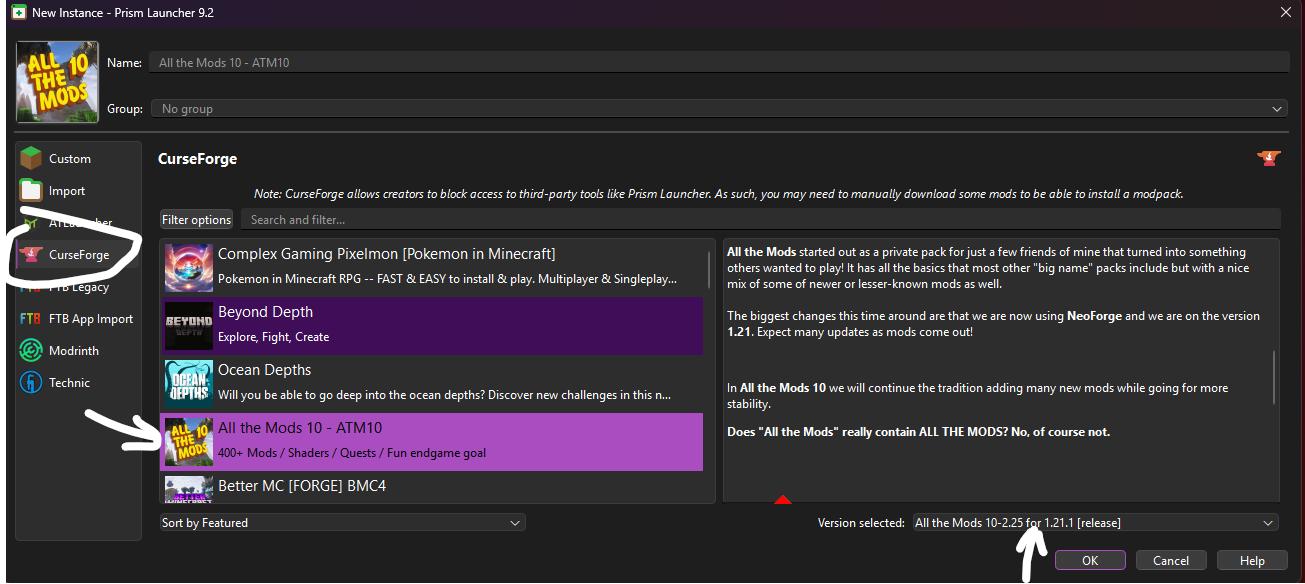 New Instance - Prism Launcher 9.2
ALL THE 10 MODS
Name: All the Mods 10 - ATM10
Group: No group
Custom
Import
ATLauncher
CurseForge
FTB Legacy
FTB App Import
Modrinth
Technic
CurseForge
Note: CurseForge allows creators to block access to third-party tools like Prism Launcher. As such, you may need to manually download some mods to be able to install a modpack.
Filter options Search and filter...
Complex Gaming Pixelmon [Pokemon in Minecraft]
Pokemon in Minecraft RPG -- FAST & EASY to install & play. Multiplayer & Singleplay...
BEYOND DEPTH
Beyond Depth
Explore, Fight, Create
OCEAN DEPTHS
Ocean Depths
Will you be able to go deep into the ocean depths? Discover new challenges in this n...
ALL THE 10 MODS
All the Mods 10 - ATM10
400+ Mods / Shaders / Quests / Fun endgame goal
Better MC [FORGE] BMC4
All the Mods started out as a private pack for just a few friends of mine that turned into something
others wanted to play! It has all the basics that most other "big name" packs include but with a nice
mix of some of newer or lesser-known mods as well.
The biggest changes this time around are that we are now using NeoForge and we are on the version
1.21. Expect many updates as mods come out!
In All the Mods 10 we will continue the tradition adding many new mods while going for more
stability.
Does "All the Mods" really contain ALL THE MODS? No, of course not.
Sort by Featured
Version selected: All the Mods 10-2.25 for 1.21.1 [release]
OK Cancel Help